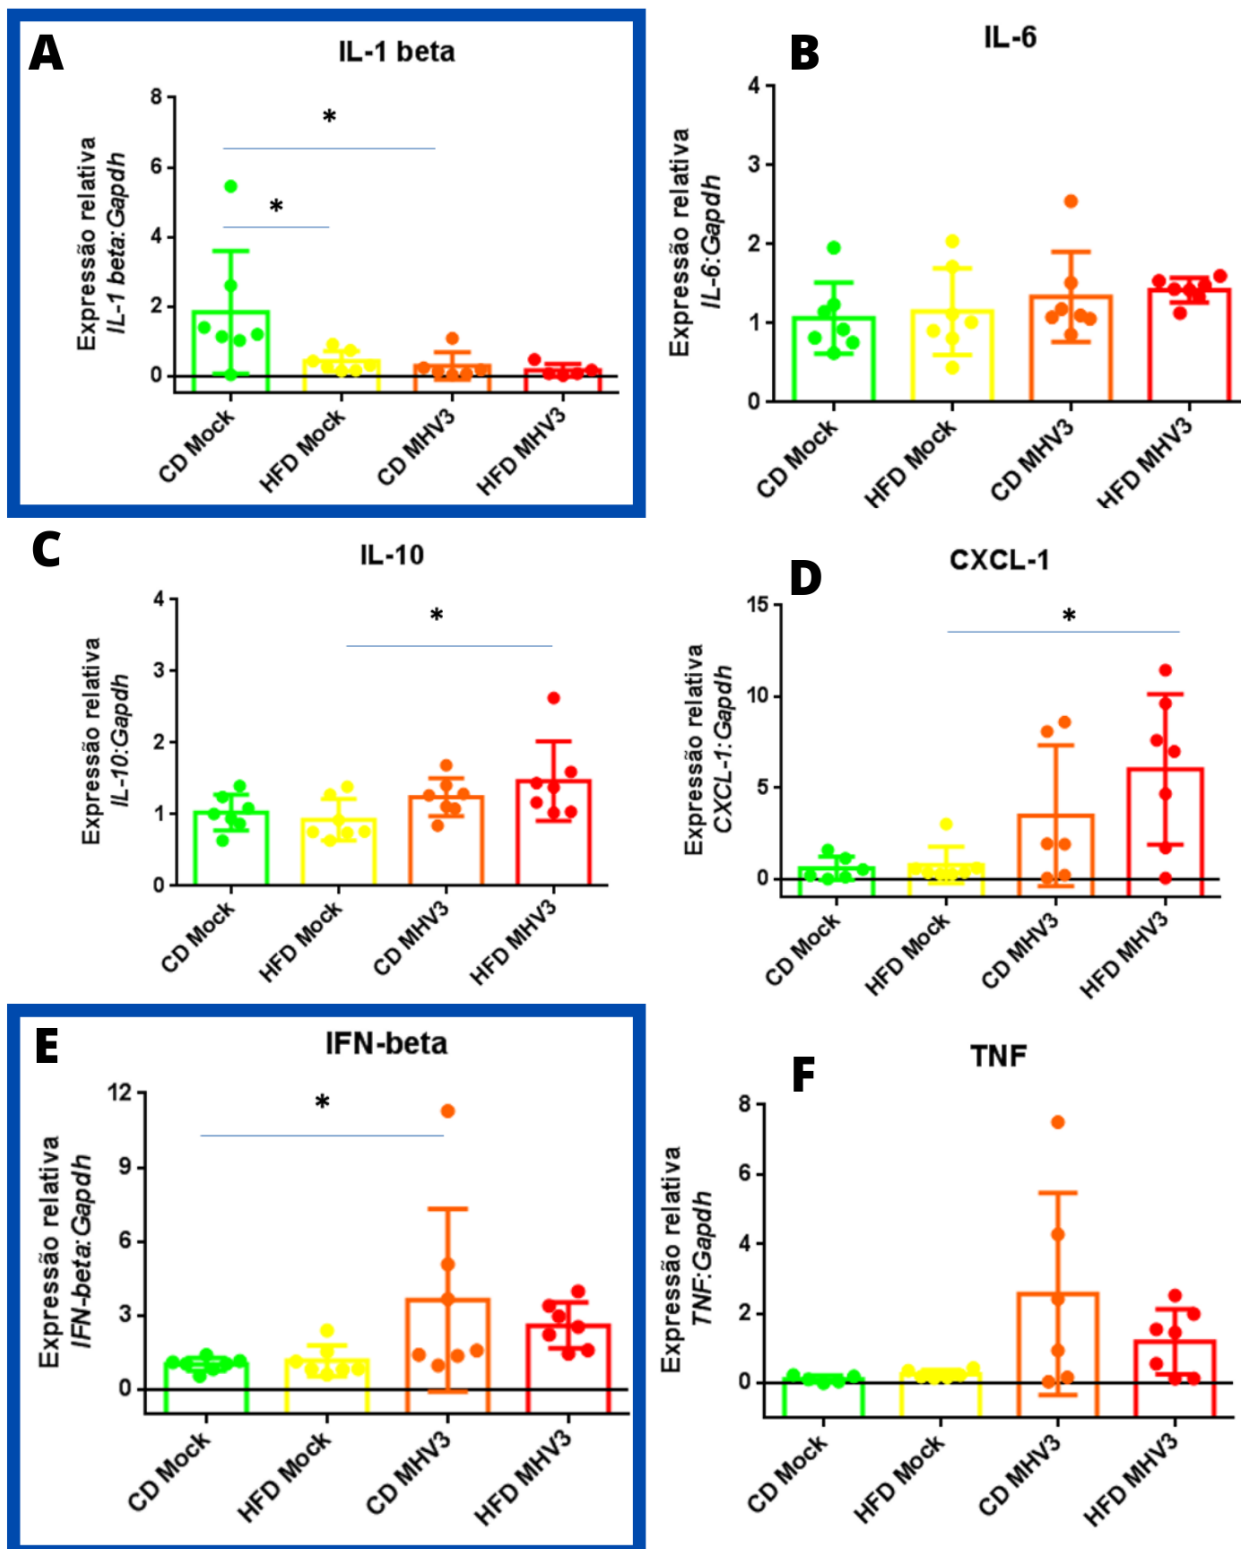 A
IL-1 beta
Expressão relativa
IL-1 beta:Gapdh
8
6
4
2
0
*
*
CD Mock
HFD Mock
CD MHV3
HFD MHV3
B
IL-6
Expressão relativa
IL-6:Gapdh
4
3
2
1
0
CD Mock
HFD Mock
CD MHV3
HFD MHV3
C
IL-10
Expressão relativa
IL-10:Gapdh
4
3
2
1
0
*
CD Mock
HFD Mock
CD MHV3
HFD MHV3
D
CXCL-1
Expressão relativa
CXCL-1:Gapdh
15
10
5
0
*
CD Mock
HFD Mock
CD MHV3
HFD MHV3
E
IFN-beta
Expressão relativa
IFN-beta:Gapdh
12
9
6
3
0
*
CD Mock
HFD Mock
CD MHV3
HFD MHV3
F
TNF
Expressão relativa
TNF:Gapdh
8
6
4
2
0
CD Mock
HFD Mock
CD MHV3
HFD MHV3